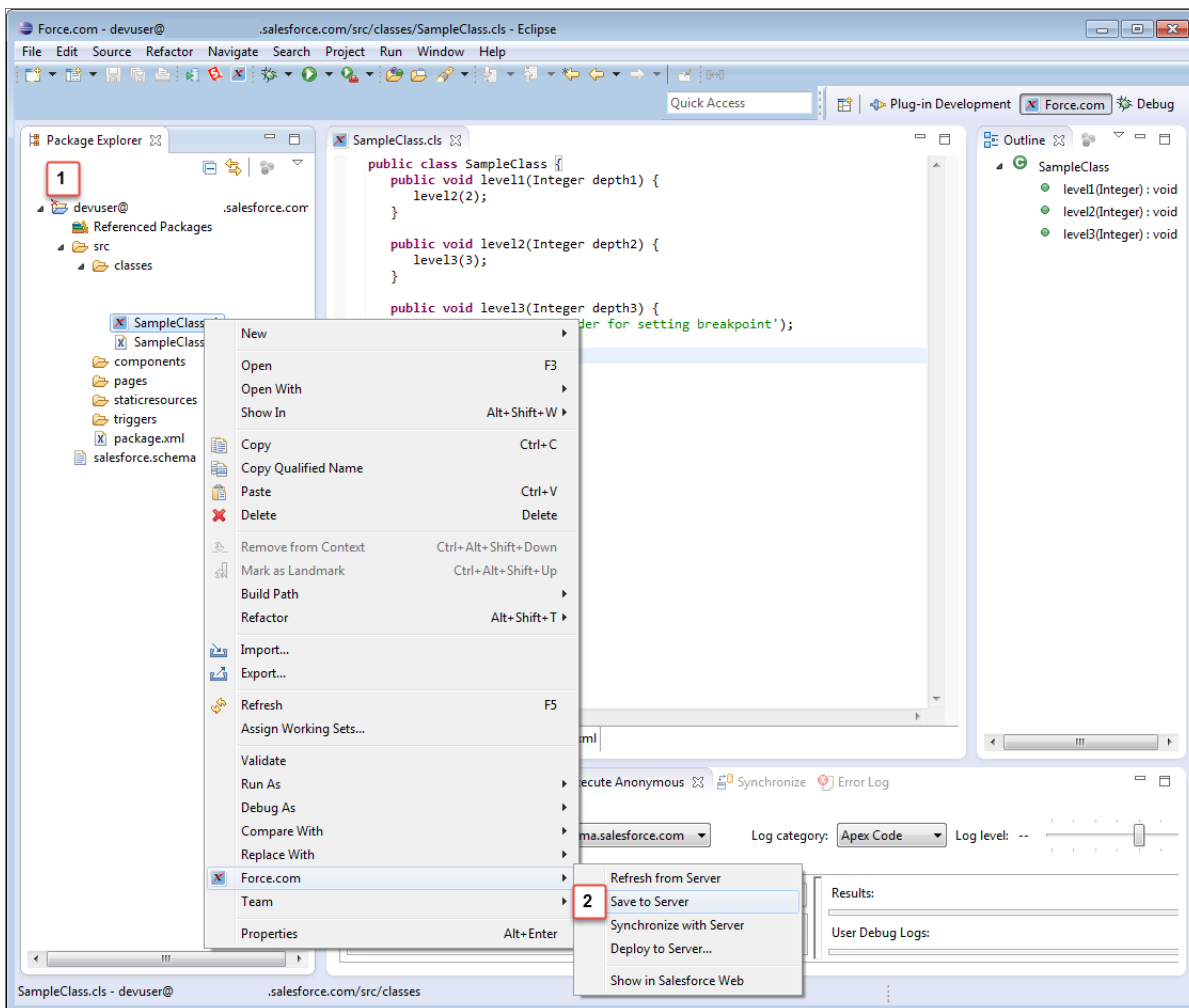 Force.com - devuser@ .salesforce.com/src/classes/SampleClass.cls - Eclipse
File Edit Source Refactor Navigate Search Project Run Window Help
Quick Access
Plug-in Development
Force.com
Debug
Package Explorer
1
devuser@ .salesforce.com
Referenced Packages
src
classes
SampleClass
SampleClass
components
pages
staticresources
triggers
package.xml
salesforce.schema
SampleClass.cls
public class SampleClass {
public void level1(Integer depth1) {
level2(2);
}
public void level2(Integer depth2) {
level3(3);
}
public void level3(Integer depth3) {
der for setting breakpoint');
Outline
SampleClass
level1(Integer) : void
level2(Integer) : void
level3(Integer) : void
New
Open F3
Open With
Show In Alt+Shift+W
Copy Ctrl+C
Copy Qualified Name
Paste Ctrl+V
Delete Delete
Remove from Context Ctrl+Alt+Shift+Down
Mark as Landmark Ctrl+Alt+Shift+Up
Build Path
Refactor Alt+Shift+T
Import...
Export...
Refresh F5
Assign Working Sets...
Validate
Run As
Debug As
Compare With
Replace With
Force.com
Team
Properties Alt+Enter
2
Refresh from Server
Save to Server
Synchronize with Server
Deploy to Server...
Show in Salesforce Web
xml
ecute Anonymous
Synchronize
Error Log
ma.salesforce.com
Log category: Apex Code
Log level: --
Results:
User Debug Logs:
SampleClass.cls - devuser@ .salesforce.com/src/classes